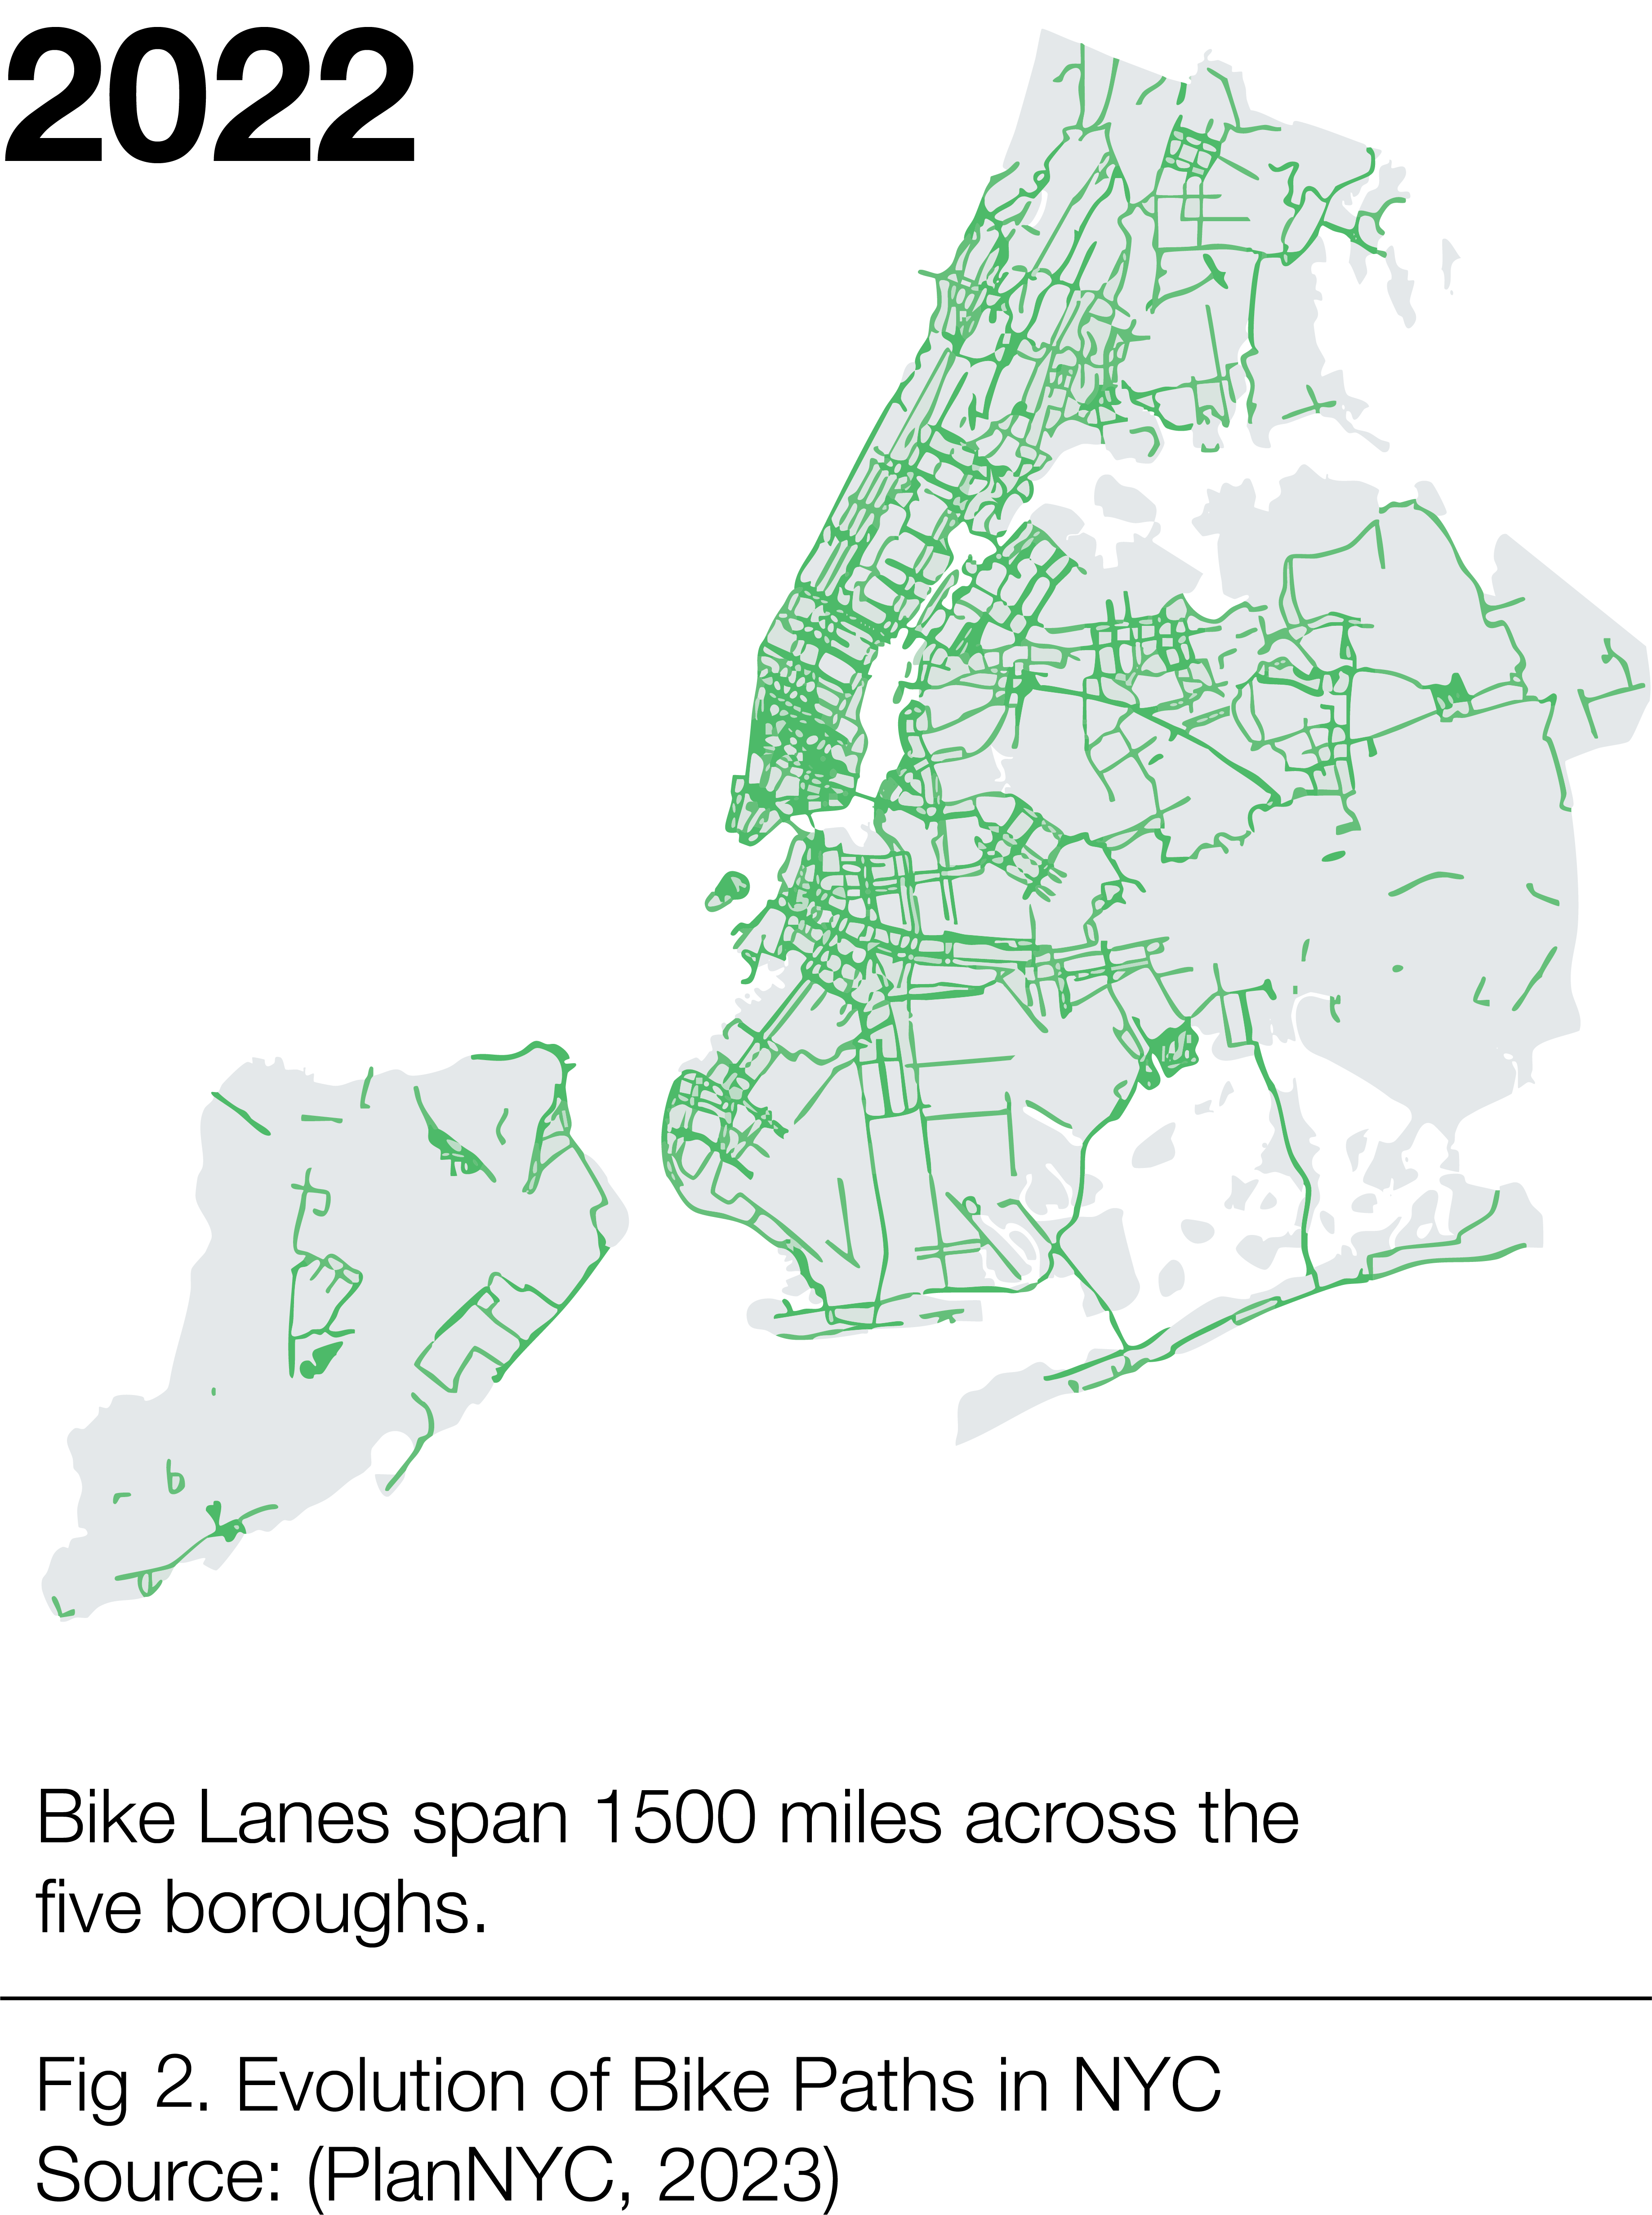 2022
Bike Lanes span 1500 miles across the
five boroughs.
Fig 2. Evolution of Bike Paths in NYC
Source: (PlanNYC, 2023)